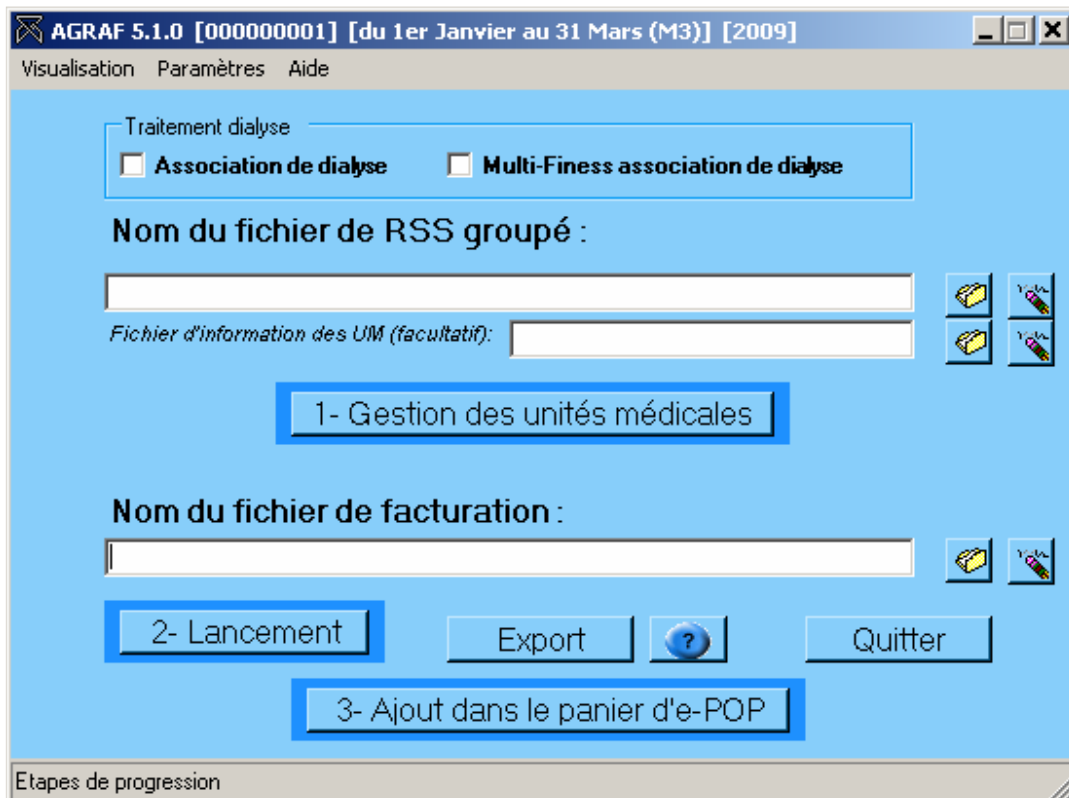 AGRAF 5.1.0 [000000001] [du 1er Janvier au 31 Mars (M3)] [2009]
Visualisation Paramètres Aide
Traitement dialyse
Association de dialyse Multi-Finess association de dialyse
Nom du fichier de RSS groupé :
Fichier d'information des UM (facultatif):
1- Gestion des unités médicales
Nom du fichier de facturation :
2- Lancement Export ? Quitter
3- Ajout dans le panier d'e-POP
Etapes de progression